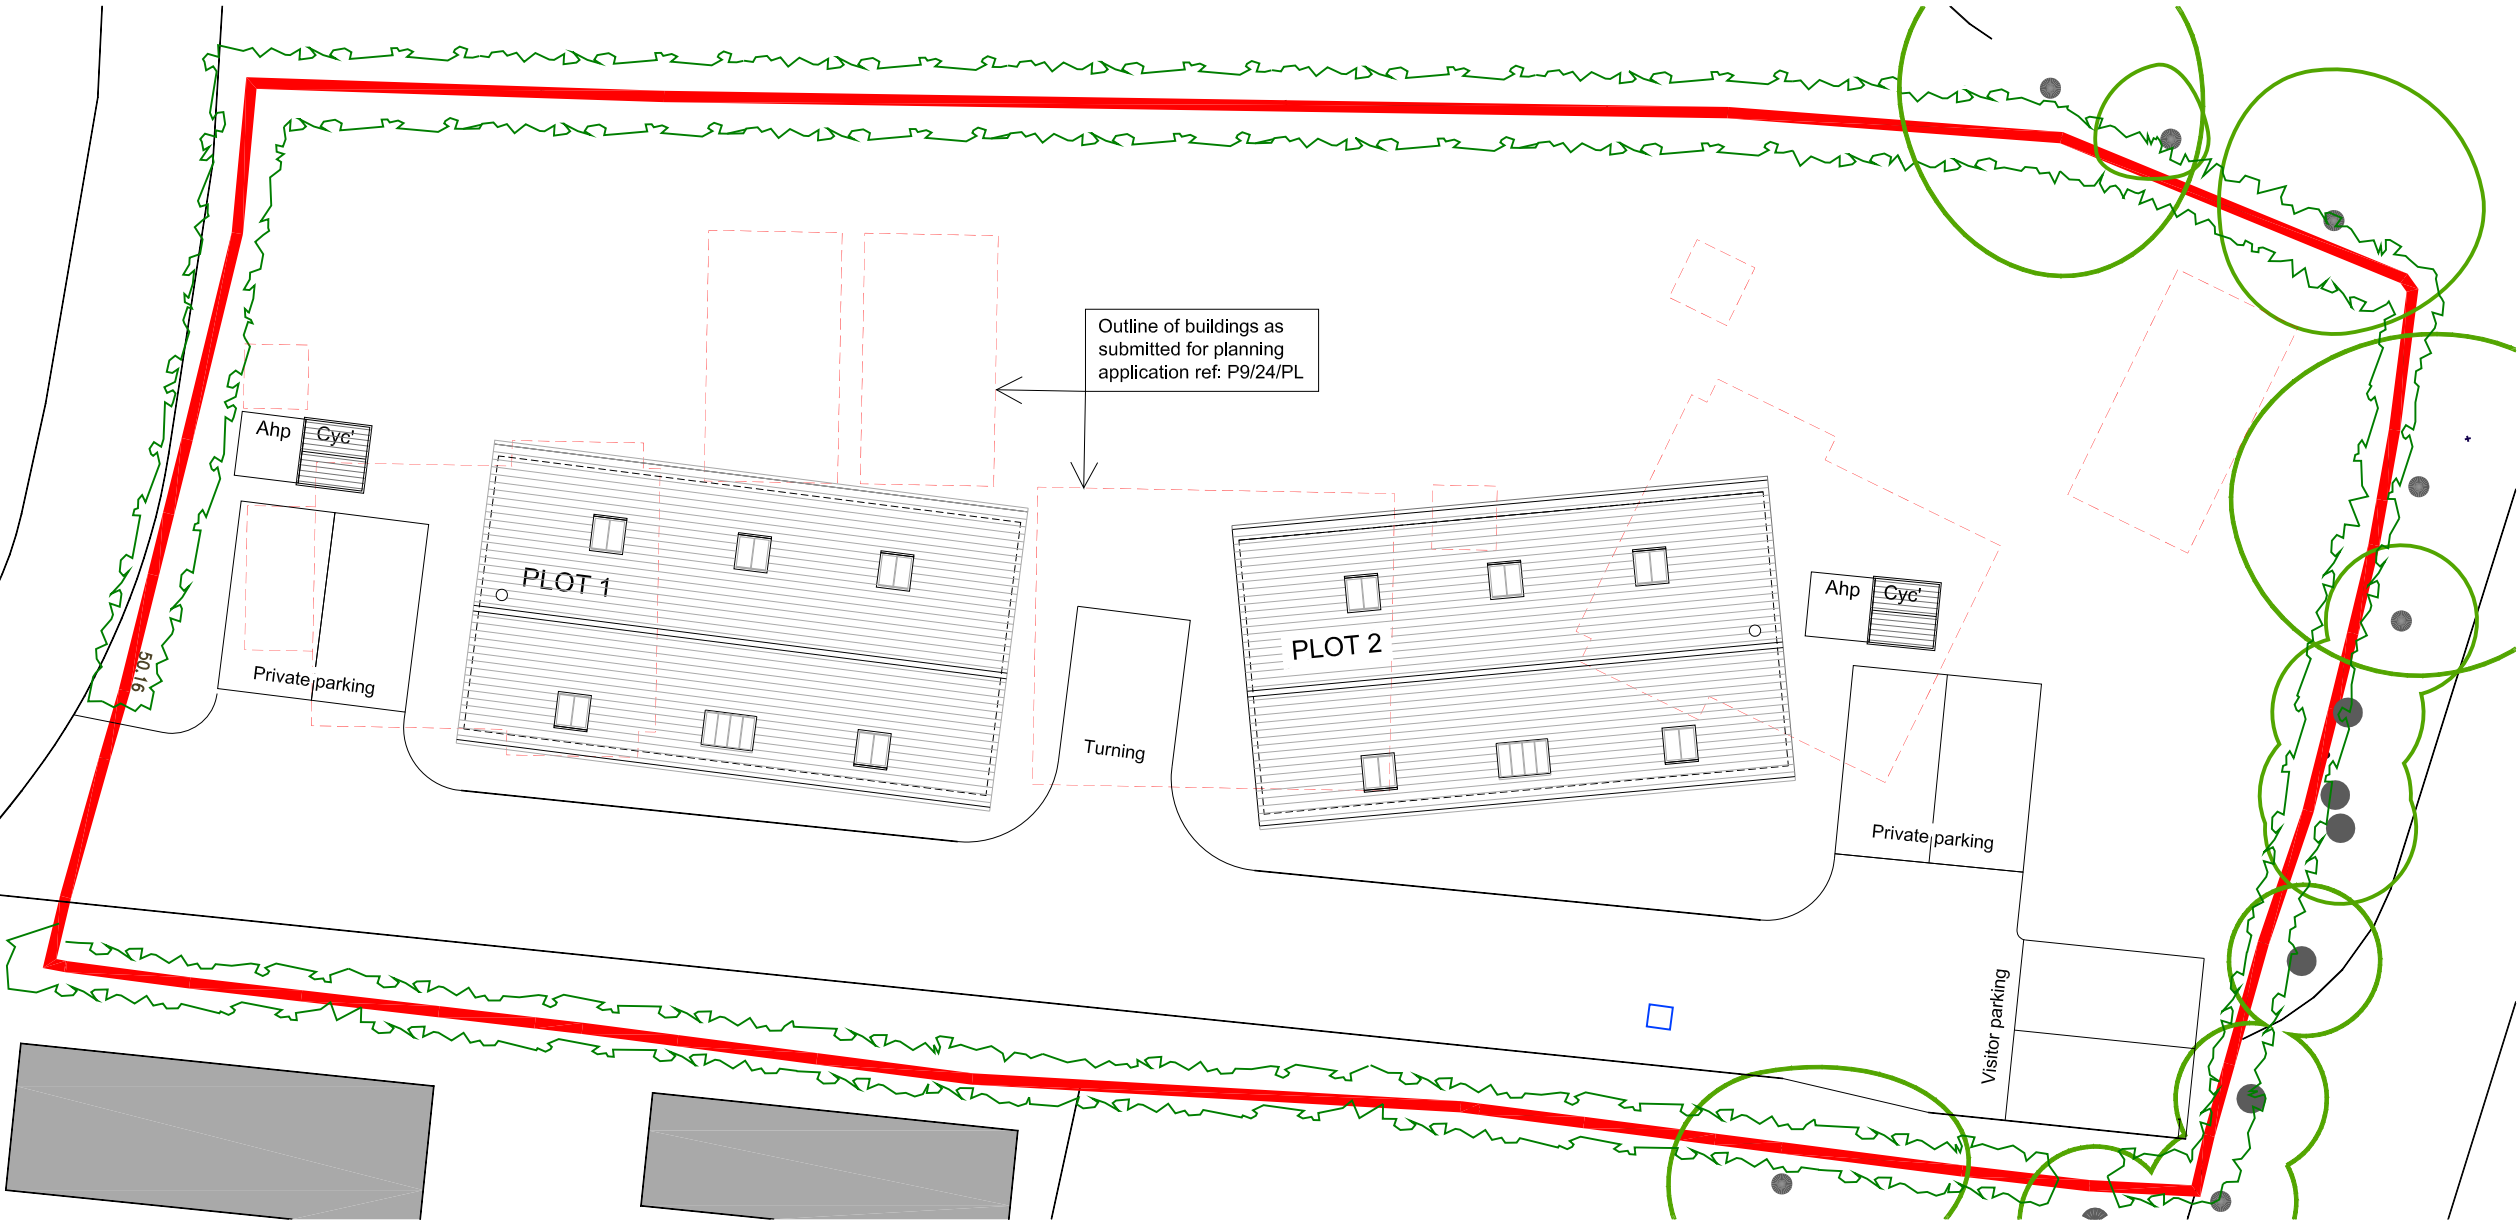 Outline of buildings as
submitted for planning
application ref: P9/24/PL
Ahp
Cyc'
PLOT 1
Private parking
50.16
Turning
PLOT 2
Ahp
Cyc'
Private parking
Visitor parking